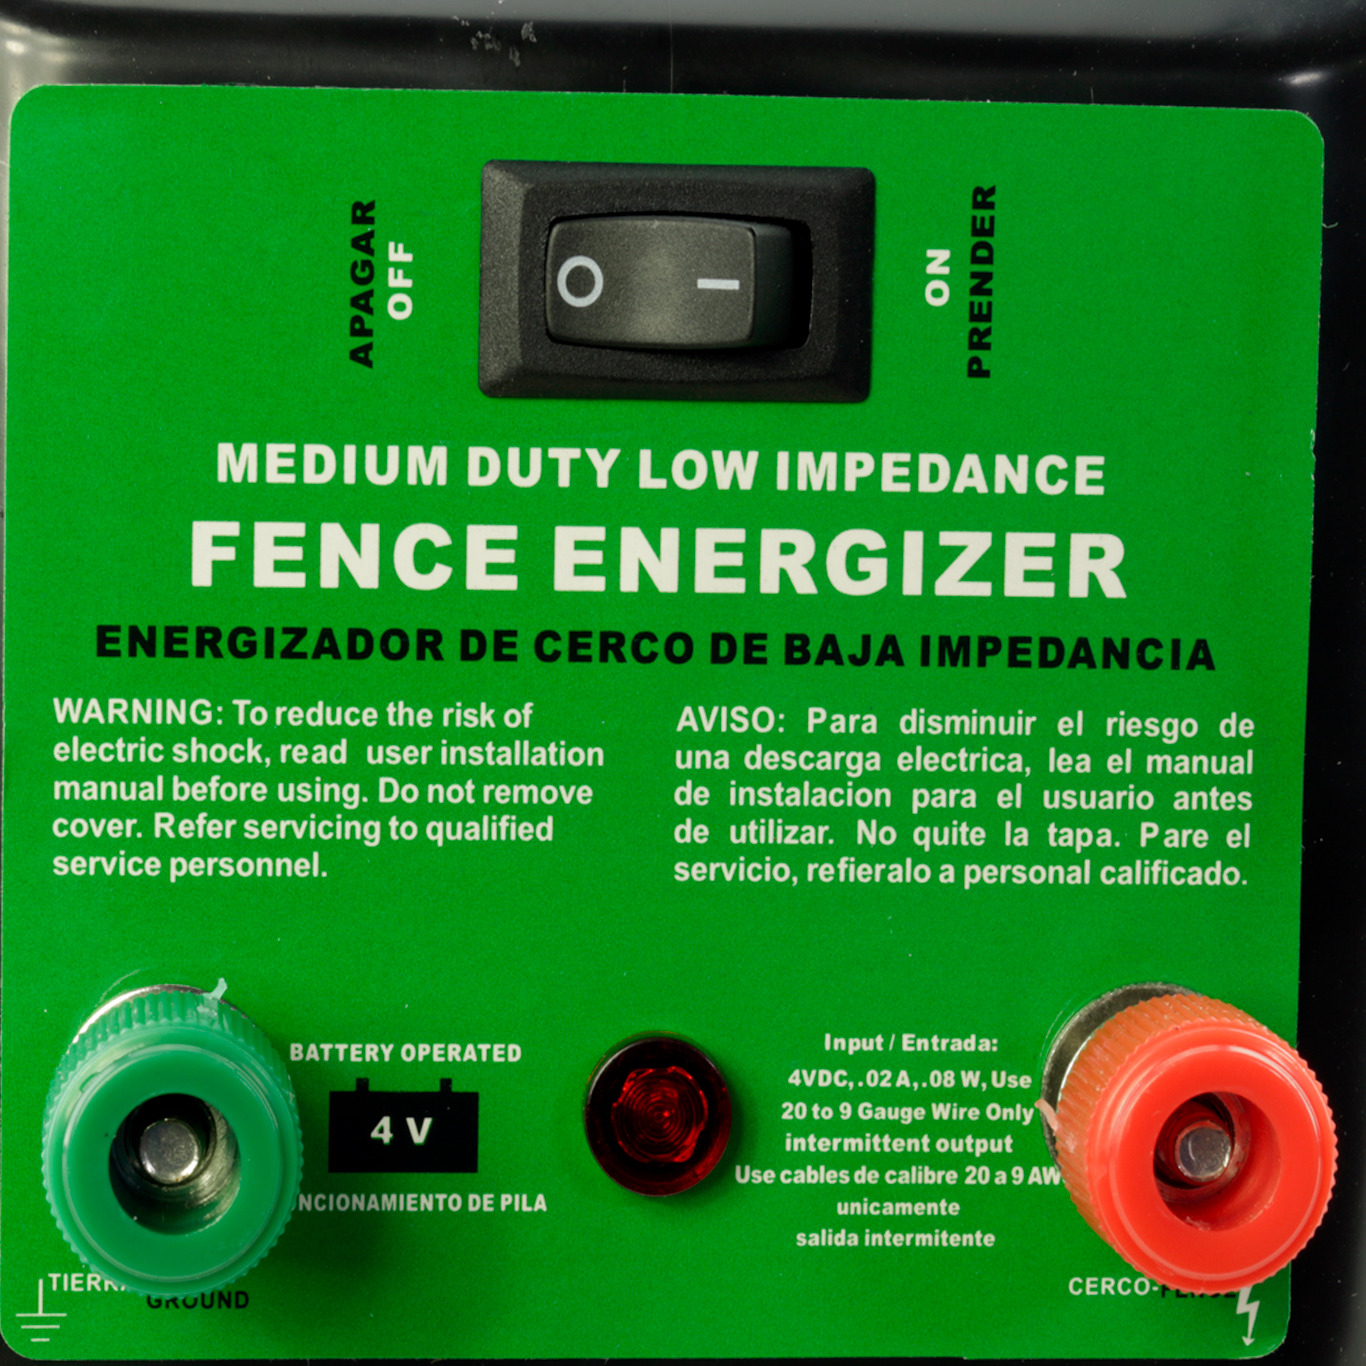 APAGAR
OFF
O
I
ON
PRENDER
MEDIUM DUTY LOW IMPEDANCE
FENCE ENERGIZER
ENERGIZADOR DE CERCO DE BAJA IMPEDANCIA
WARNING: To reduce the risk of
electric shock, read user installation
manual before using. Do not remove
cover. Refer servicing to qualified
service personnel.
AVISO: Para disminuir el riesgo de
una descarga electrica, lea el manual
de instalacion para el usuario antes
de utilizar. No quite la tapa. Pare el
servicio, refieralo a personal calificado.
BATTERY OPERATED
4 V
DE PILA
Input / Entrada:
4VDC, .02 A, .08 W, Use
20 to 9 Gauge Wire Only
intermittent output
Use cables de calibre 20 a 9
unicamente
salida intermitente
TIERRA
GROUND
CERCO-